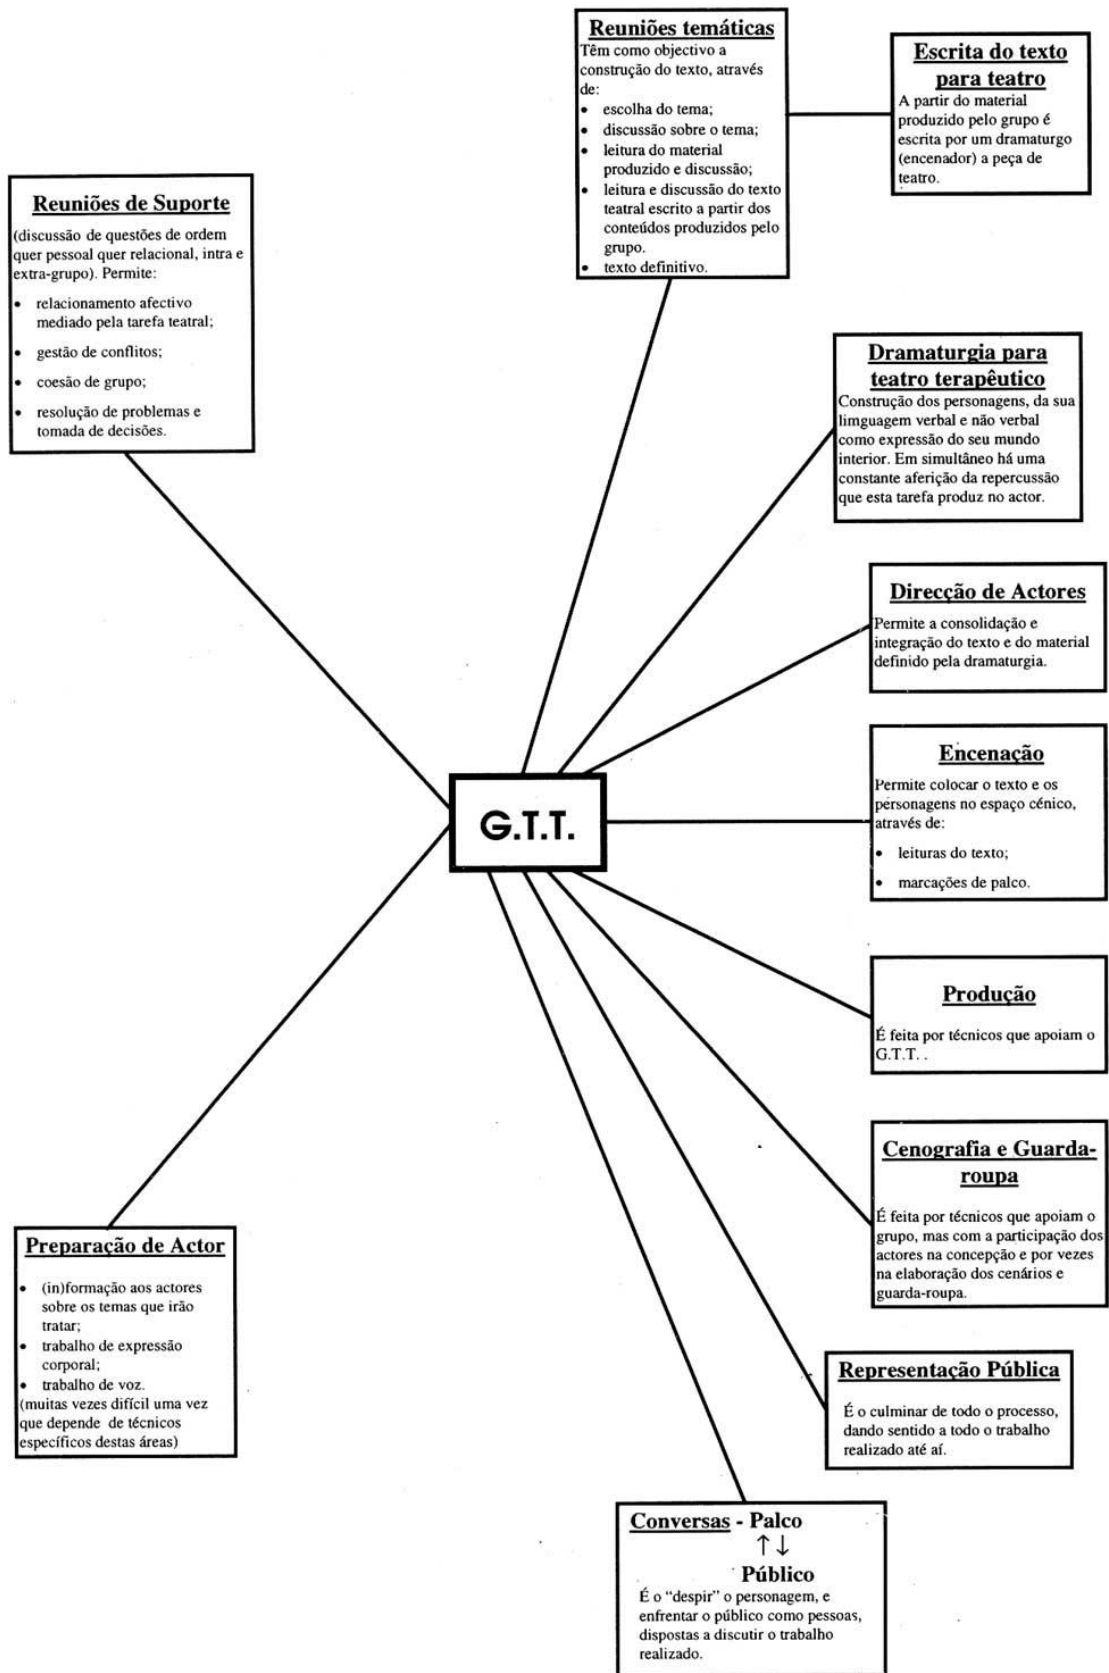 Reuniões temáticas
Têm como objectivo a
construção do texto, através
de:
• escolha do tema;
• discussão sobre o tema;
• leitura do material
produzido e discussão;
• leitura e discussão do texto
teatral escrito a partir dos
conteúdos produzidos pelo
grupo.
• texto definitivo.
Escrita do texto
para teatro
A partir do material
produzido pelo grupo é
escrita por um dramaturgo
(encenador) a peça de
teatro.
Reuniões de Suporte
(discussão de questões de ordem
quer pessoal quer relacional, intra e
extra-grupo). Permite:
• relacionamento afectivo
mediado pela tarefa teatral;
• gestão de conflitos;
• coesão de grupo;
• resolução de problemas e
tomada de decisões.
Dramaturgia para
teatro terapêutico
Construção dos personagens, da sua
limguagem verbal e não verbal
como expressão do seu mundo
interior. Em simultâneo há uma
constante aferição da repercussão
que esta tarefa produz no actor.
Direcção de Actores
Permite a consolidação e
integração do texto e do material
definido pela dramaturgia.
Encenação
Permite colocar o texto e os
personagens no espaço cénico,
através de:
• leituras do texto;
• marcações de palco.
G.T.T.
Produção
É feita por técnicos que apoiam o
G.T.T. .
Cenografia e Guarda-
roupa
É feita por técnicos que apoiam o
grupo, mas com a participação dos
actores na concepção e por vezes
na elaboração dos cenários e
guarda-roupa.
Preparação de Actor
• (in)formação aos actores
sobre os temas que irão
tratar;
• trabalho de expressão
corporal;
• trabalho de voz.
(muitas vezes difícil uma vez
que depende de técnicos
específicos destas áreas)
Representação Pública
É o culminar de todo o processo,
dando sentido a todo o trabalho
realizado até aí.
Conversas - Palco
↑↓
Público
É o “despir” o personagem, e
enfrentar o público como pessoas,
dispostas a discutir o trabalho
realizado.